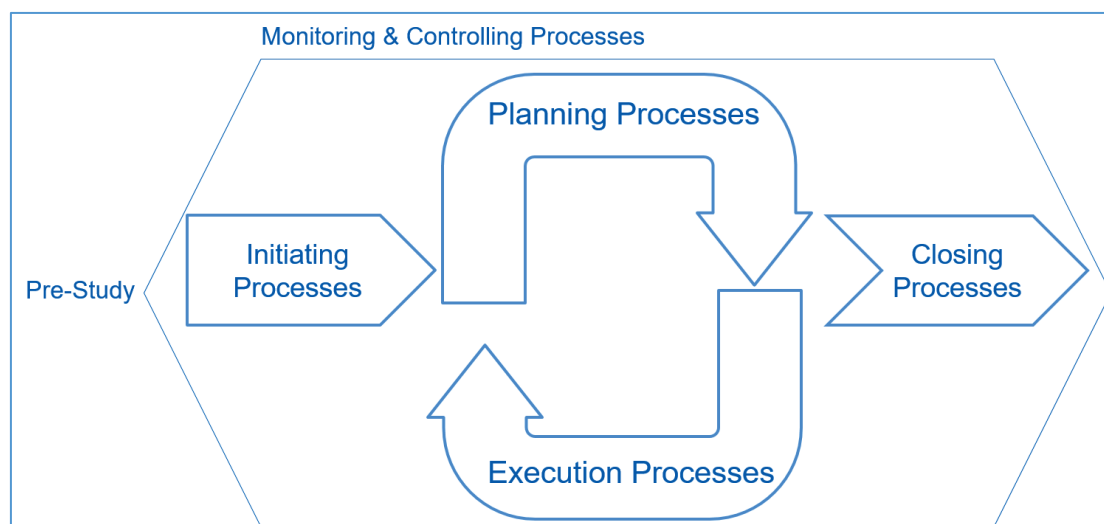 Monitoring & Controlling Processes
Planning Processes
Initiating
Processes
Closing
Processes
Pre-Study
Execution Processes